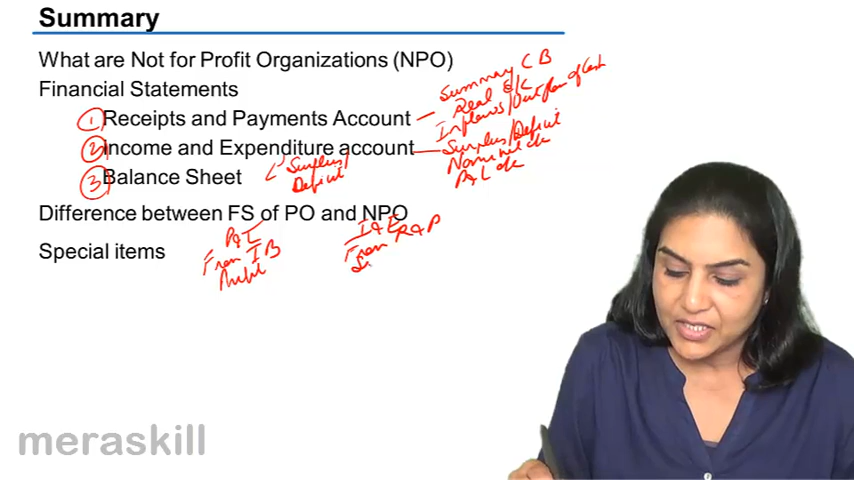 Summary
What are Not for Profit Organizations (NPO)
Financial Statements
1 Receipts and Payments Account
Summary C B
Real
Inflows/Outflow of Cash
2 Income and Expenditure account
Surplus/Deficit
Nominal
P&L
3 Balance Sheet
Surplus/
Deficit
Difference between FS of PO and NPO
P&L
From T B
Profit
I & E
From R & P
S
Special items
meraskill